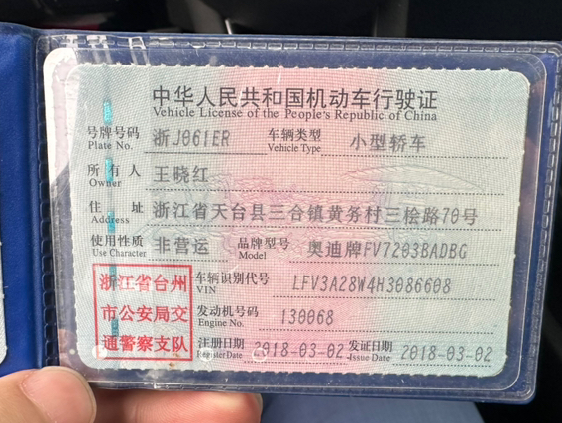 中华人民共和国机动车行驶证
Vehicle License of the People's Republic of China
号牌号码 浙J061ER 车辆类型 小型轿车
Plate No. Vehicle Type
所有人 王晓红
Owner
住址 浙江省天台县三合镇黄务村三桧路70号
Address
使用性质 非营运 品牌型号 奥迪牌FV7203BADBG
Use Character Model
浙江省台州
市公安局交
通警察支队
车辆识别代号 LFV3A28W4H3086608
VIN
发动机号码 130068
Engine No.
注册日期 2018-03-02 发证日期 2018-03-02
Register Date Issue Date